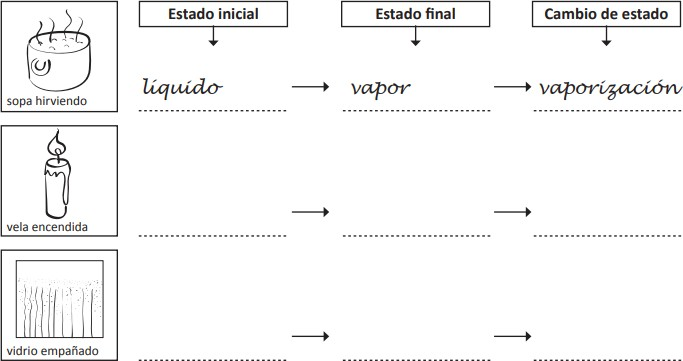 Estado inicial
Estado final
Cambio de estado
líquido
vapor
vaporización
sopa hirviendo
vela encendida
vidrio empañado